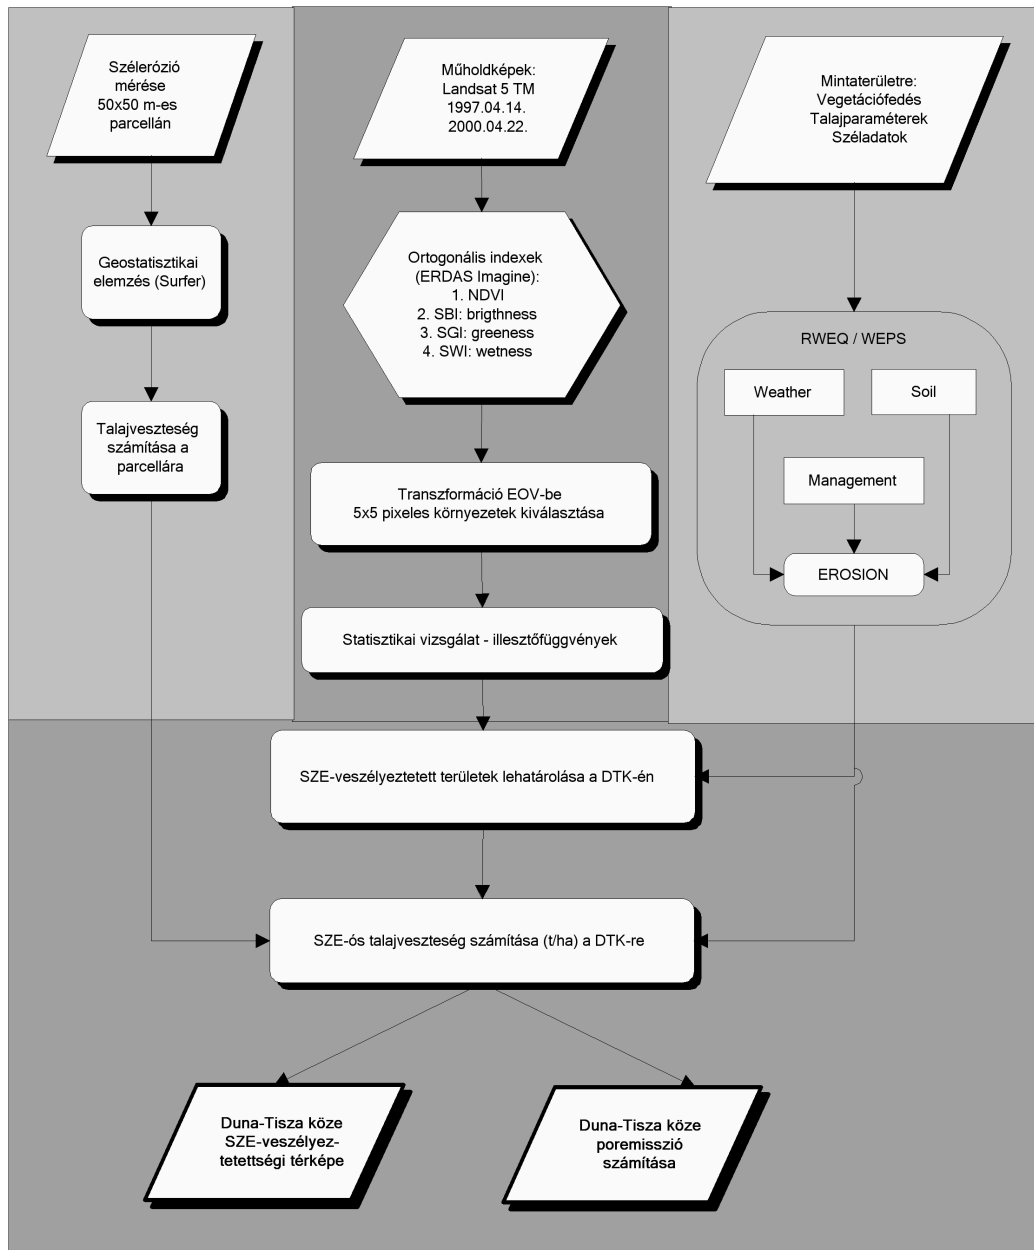 Szélerózió
mérése
50x50 m-es
parcellán
Geostatisztikai
elemzés (Surfer)
Talajveszteség
számítása a
parcellára
Műholdképek:
Landsat 5 TM
1997.04.14.
2000.04.22.
Ortogonális indexek
(ERDAS Imagine):
1. NDVI
2. SBI: brigthness
3. SGI: greeness
4. SWI: wetness
Transzformáció EOV-be
5x5 pixeles környezetek kiválasztása
Statisztikai vizsgálat - illesztőfüggvények
Mintaterületre:
Vegetációfedés
Talajparaméterek
Széladatok
RWEQ / WEPS
Weather
Soil
Management
EROSION
SZE-veszélyeztetett területek lehatárolása a DTK-én
SZE-ós talajveszteség számítása (t/ha) a DTK-re
Duna-Tisza köze
SZE-veszélyez-
tetettségi térképe
Duna-Tisza köze
poremisszió
számítása